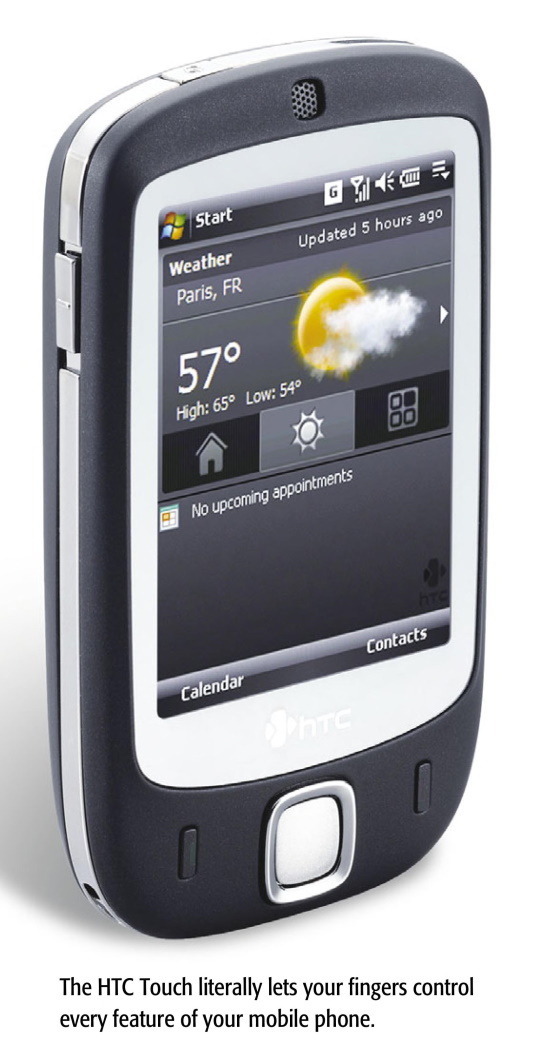 Start
G
Updated 5 hours ago
Weather
Paris, FR
57°
High: 65° Low: 54°
No upcoming appointments
hTC
Contacts
Calendar
hTC
The HTC Touch literally lets your fingers control
every feature of your mobile phone.